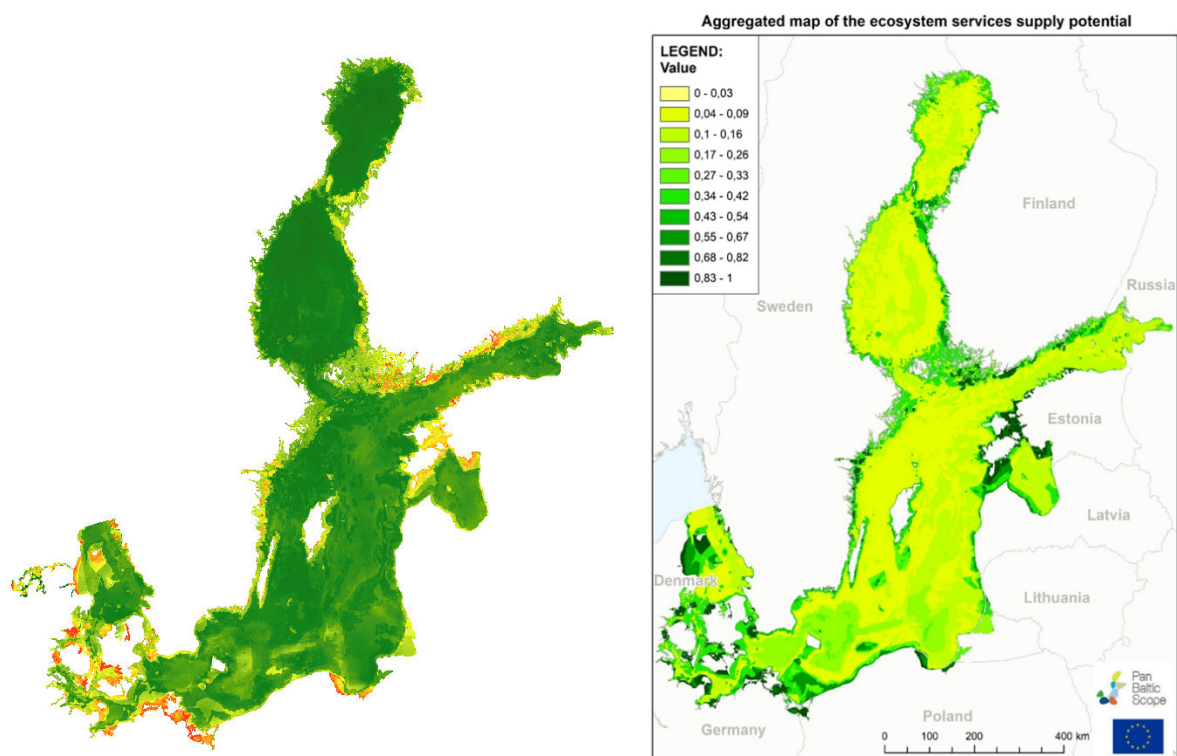 Aggregated map of the ecosystem services supply potential
LEGEND:
Value
0 - 0,03
0,04 - 0,09
0,1 - 0,16
0,17 - 0,26
0,27 - 0,33
0,34 - 0,42
0,43 - 0,54
0,55 - 0,67
0,68 - 0,82
0,83 - 1
Finland
Russia
Sweden
Estonia
Latvia
Denmark
Lithuania
Germany
Poland
Pan
Baltic
Scope
0 100 200 400 km